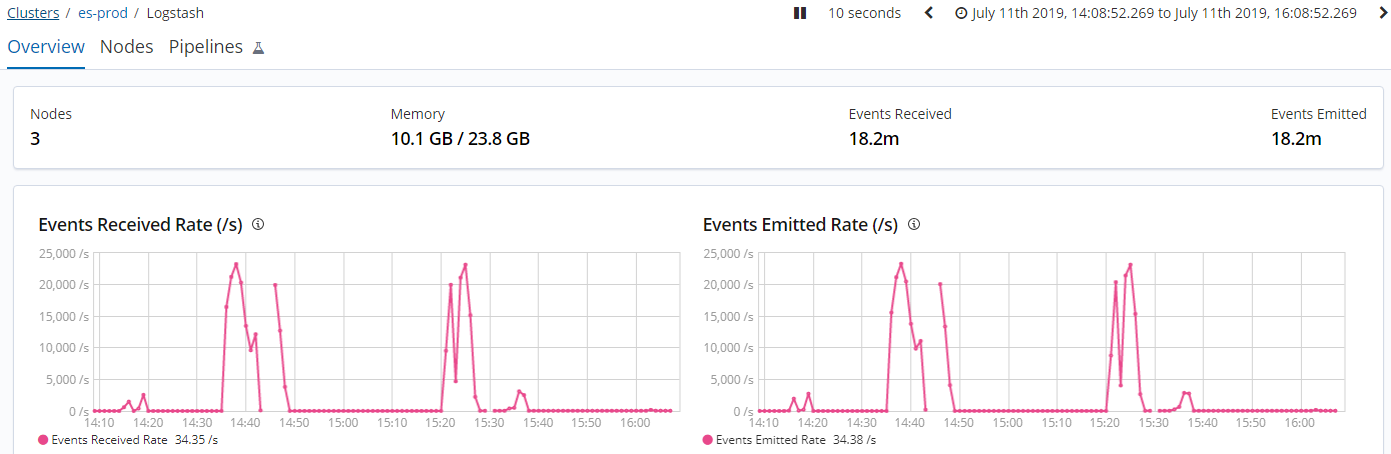 Clusters / es-prod / Logstash 10 seconds July 11th 2019, 14:08:52.269 to July 11th 2019, 16:08:52.269
Overview Nodes Pipelines
Nodes Memory Events Received Events Emitted
3 10.1 GB / 23.8 GB 18.2m 18.2m
Events Received Rate (/s)
25,000 /s
20,000 /s
15,000 /s
10,000 /s
5,000 /s
0 /s
14:10 14:20 14:30 14:40 14:50 15:00 15:10 15:20 15:30 15:40 15:50 16:00
Events Received Rate 34.35 /s
Events Emitted Rate (/s)
25,000 /s
20,000 /s
15,000 /s
10,000 /s
5,000 /s
0 /s
14:10 14:20 14:30 14:40 14:50 15:00 15:10 15:20 15:30 15:40 15:50 16:00
Events Emitted Rate 34.38 /s